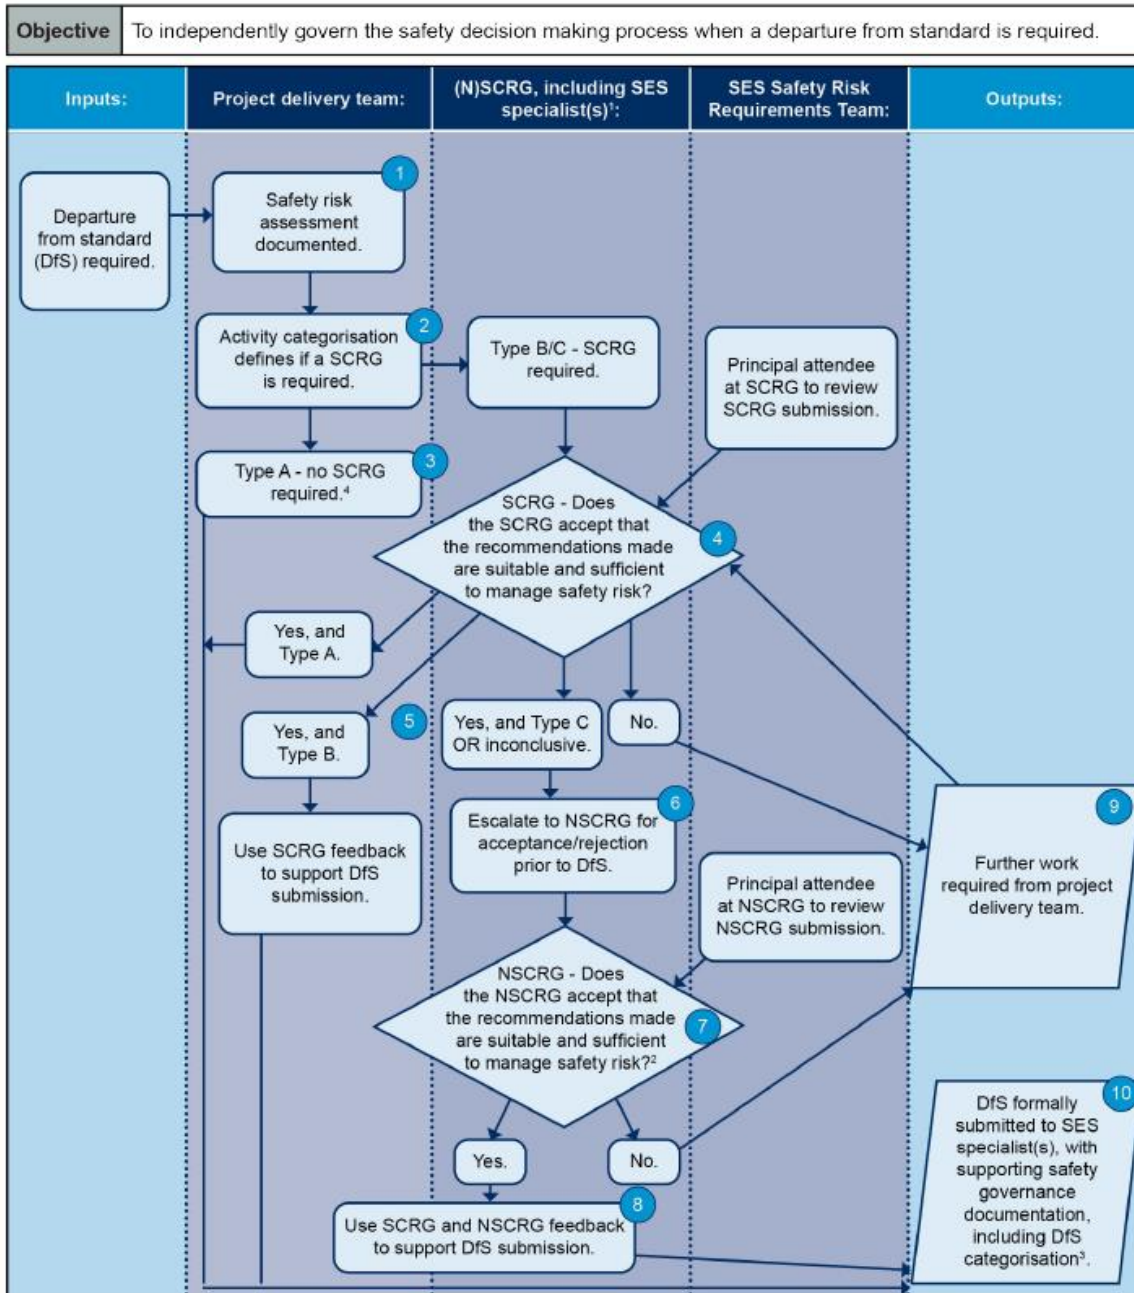 Objective
To independently govern the safety decision making process when a departure from standard is required.
Inputs:
Project delivery team:
(N)SCRG, including SES
specialist(s)¹:
SES Safety Risk
Requirements Team:
Outputs:
Departure
from standard
(DfS) required.
1
Safety risk
assessment
documented.
2
Activity categorisation
defines if a SCRG
is required.
Type B/C - SCRG
required.
Principal attendee
at SCRG to review
SCRG submission.
3
Type A - no SCRG
required.⁴
SCRG - Does
the SCRG accept that
the recommendations made
are suitable and sufficient
to manage safety risk?
4
Yes, and
Type A.
5
Yes, and
Type B.
Yes, and Type C
OR inconclusive.
No.
Use SCRG feedback
to support DfS
submission.
6
Escalate to NSCRG for
acceptance/rejection
prior to DfS.
Principal attendee
at NSCRG to review
NSCRG submission.
9
Further work
required from project
delivery team.
NSCRG - Does
the NSCRG accept that
the recommendations made
are suitable and sufficient
to manage safety risk?²
7
Yes.
No.
8
Use SCRG and NSCRG feedback
to support DfS submission.
10
DfS formally
submitted to SES
specialist(s), with
supporting safety
governance
documentation,
including DfS
categorisation³.